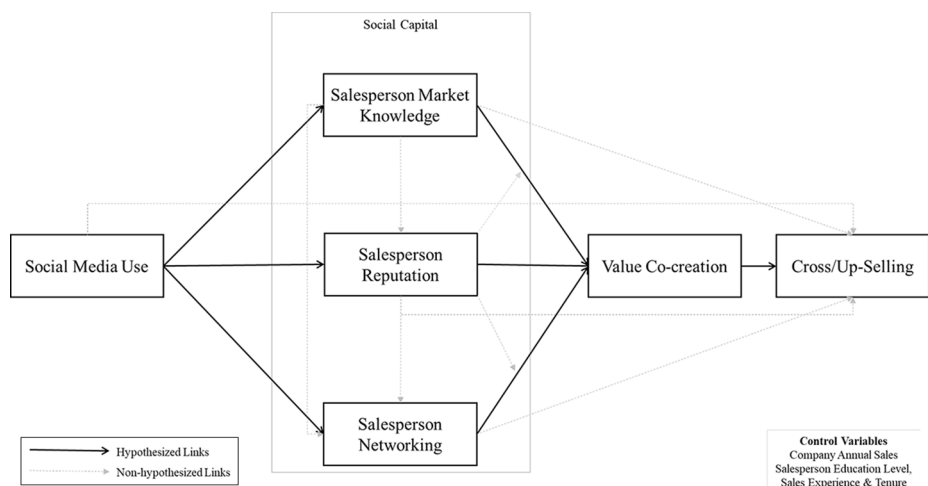 Social Capital
Salesperson Market
Knowledge
Social Media Use
Salesperson
Reputation
Value Co-creation
Cross/Up-Selling
Salesperson
Networking
Hypothesized Links
Non-hypothesized Links
Control Variables
Company Annual Sales
Salesperson Education Level,
Sales Experience & Tenure